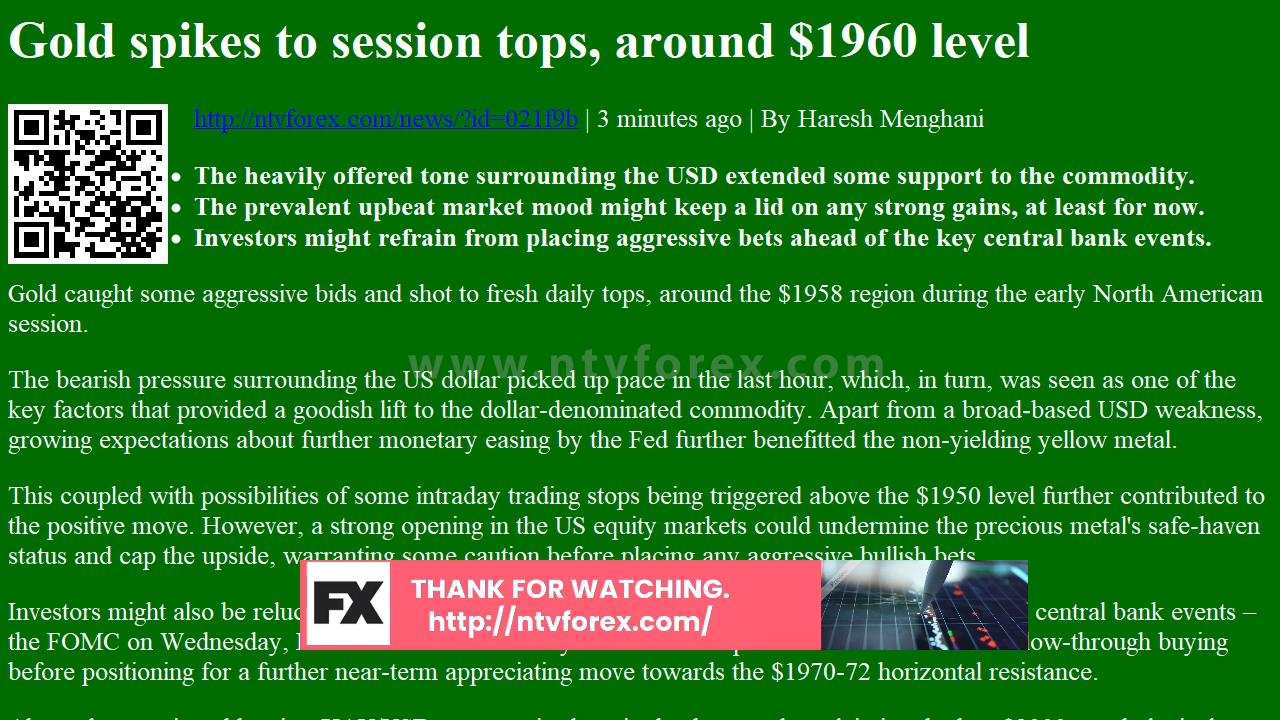 Gold spikes to session tops, around $1960 level
http://ntvforex.com/news/?id=021f9b | 3 minutes ago | By Haresh Menghani
• The heavily offered tone surrounding the USD extended some support to the commodity.
• The prevalent upbeat market mood might keep a lid on any strong gains, at least for now.
• Investors might refrain from placing aggressive bets ahead of the key central bank events.
Gold caught some aggressive bids and shot to fresh daily tops, around the $1958 region during the early North American
session.
www.ntvforex.com
The bearish pressure surrounding the US dollar picked up pace in the last hour, which, in turn, was seen as one of the
key factors that provided a goodish lift to the dollar-denominated commodity. Apart from a broad-based USD weakness,
growing expectations about further monetary easing by the Fed further benefitted the non-yielding yellow metal.
This coupled with possibilities of some intraday trading stops being triggered above the $1950 level further contributed to
the positive move. However, a strong opening in the US equity markets could undermine the precious metal's safe-haven
status and cap the upside, warranting some caution before placing any aggressive bullish bets.
FX
THANK FOR WATCHING.
http://ntvforex.com/
Investors might also be central bank events –
the FOMC on Wednesday, buying
before positioning for a further near-term appreciating move towards the $1970-72 horizontal resistance.